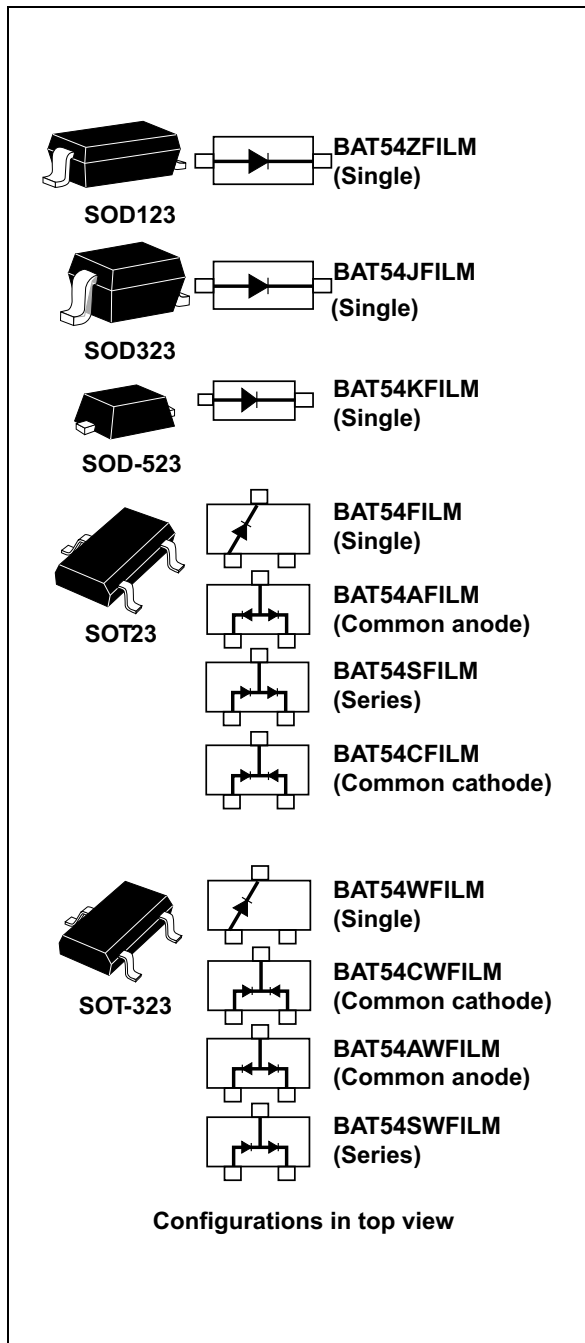 BAT54ZFILM
(Single)
SOD123
BAT54JFILM
(Single)
SOD323
BAT54KFILM
(Single)
SOD-523
BAT54FILM
(Single)
BAT54AFILM
(Common anode)
SOT23
BAT54SFILM
(Series)
BAT54CFILM
(Common cathode)
BAT54WFILM
(Single)
BAT54CWFILM
(Common cathode)
SOT-323
BAT54AWFILM
(Common anode)
BAT54SWFILM
(Series)
Configurations in top view